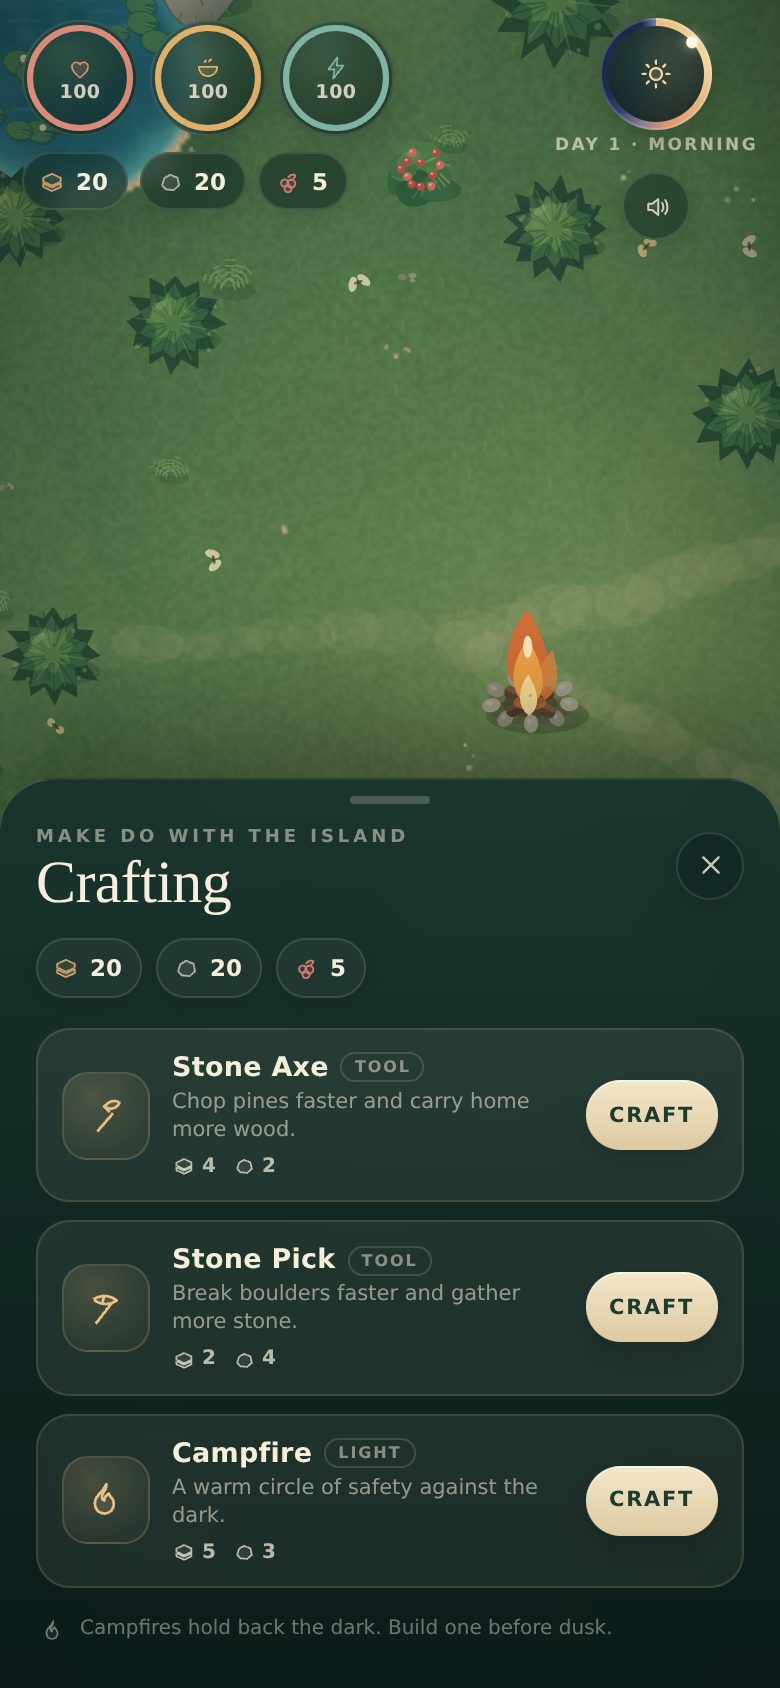 100
100
100
DAY 1 · MORNING
20
20
5
MAKE DO WITH THE ISLAND
Crafting
20
20
5
Stone Axe TOOL
Chop pines faster and carry home
more wood.
4 2
CRAFT
Stone Pick TOOL
Break boulders faster and gather
more stone.
2 4
CRAFT
Campfire LIGHT
A warm circle of safety against the
dark.
5 3
CRAFT
Campfires hold back the dark. Build one before dusk.